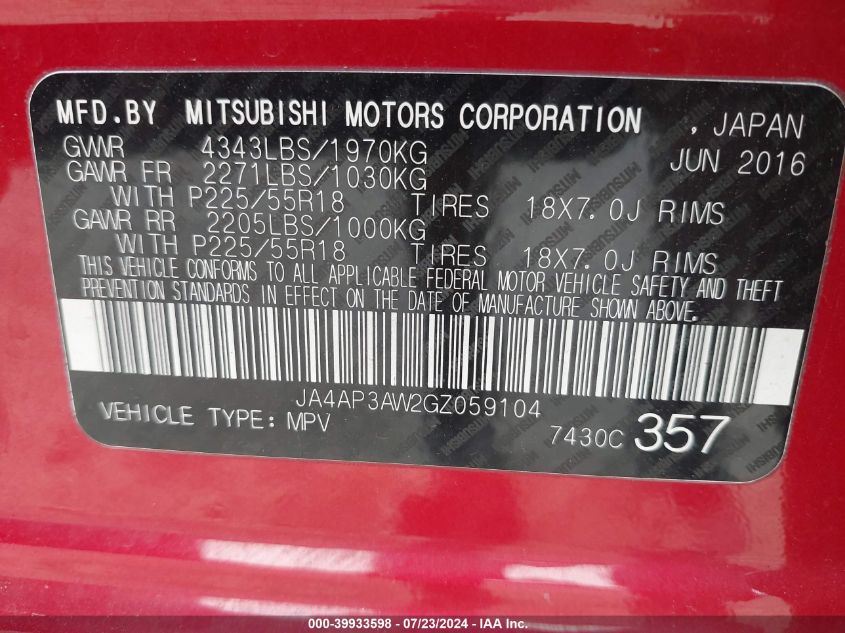 MFD.BY MITSUBISHI MOTORS CORPORATION , JAPAN
GVWR 4343LBS/1970KG JUN 2016
GAWR FR 2271LBS/1030KG
WITH P225/55R18 TIRES 18X7.0J RIMS
GAWR RR 2205LBS/1000KG
WITH P225/55R18 TIRES 18X7.0J RIMS
THIS VEHICLE CONFORMS TO ALL APPLICABLE FEDERAL MOTOR VEHICLE SAFETY AND THEFT
PREVENTION STANDARDS IN EFFECT ON THE DATE OF MANUFACTURE SHOWN ABOVE.
JA4AP3AW2GZ059104
VEHICLE TYPE: MPV 7430C 357
000-39933598 - 07/23/2024 - IAA Inc.